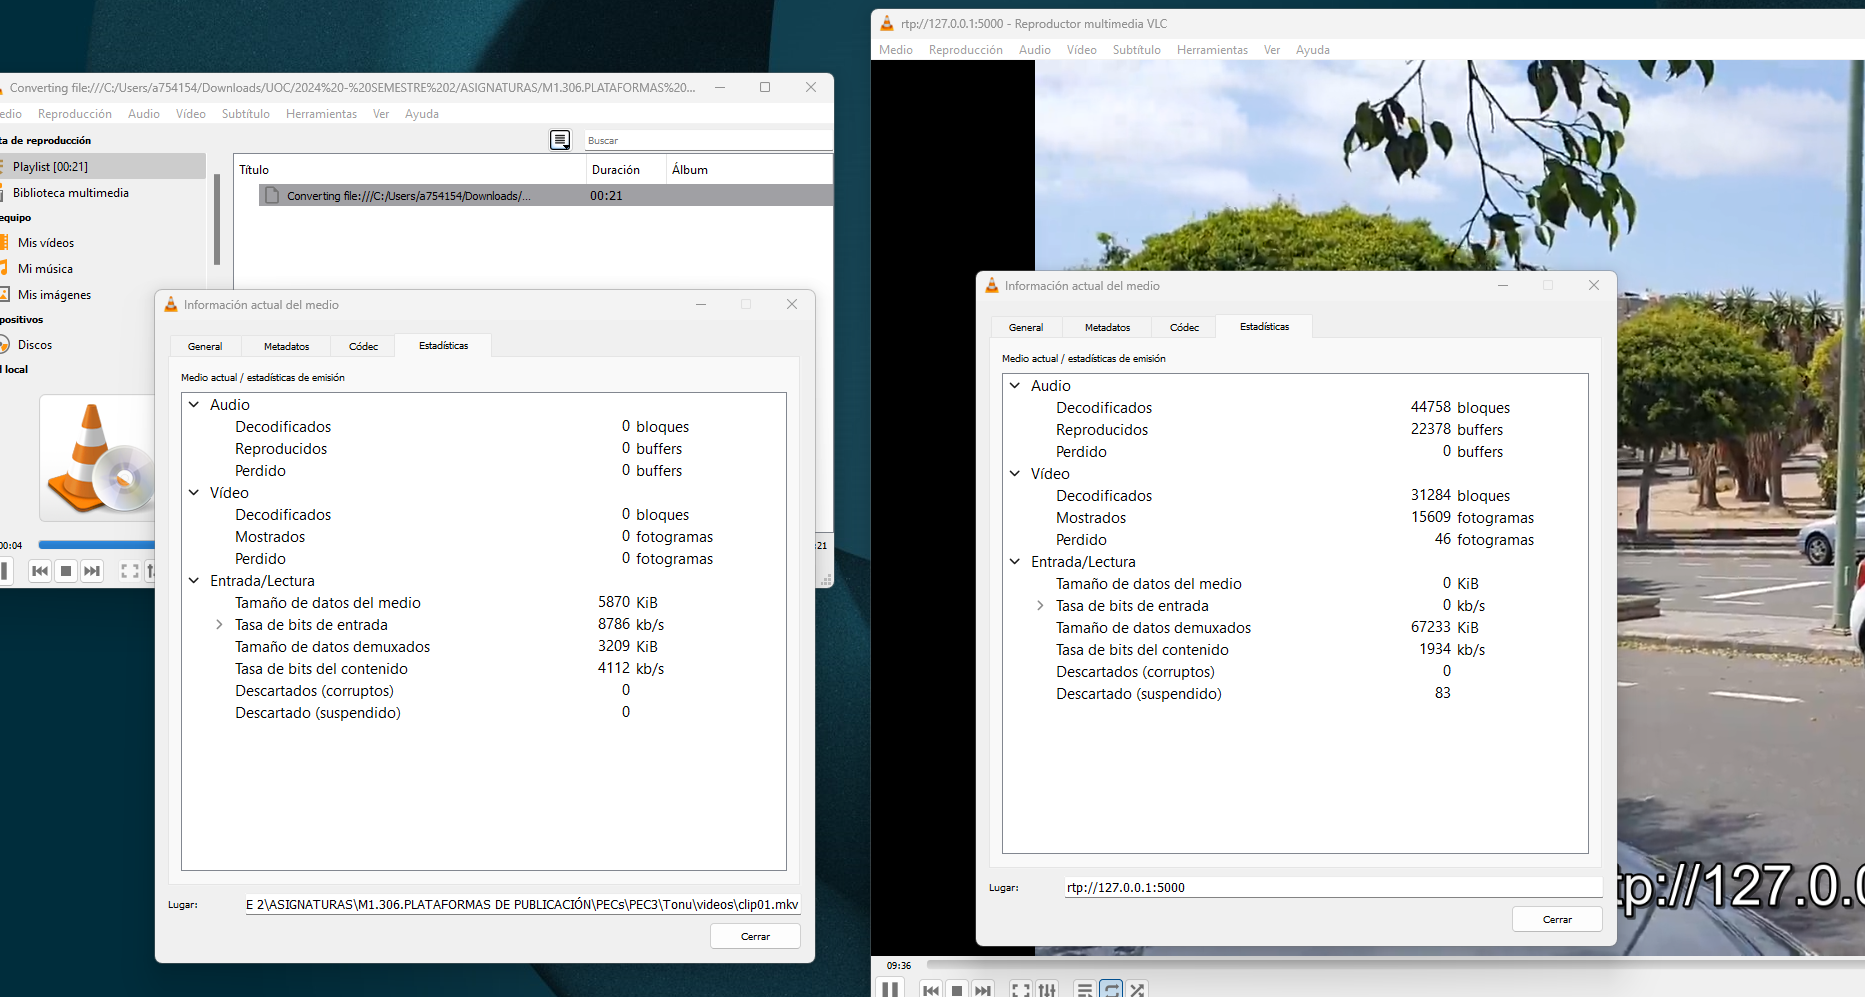 Converting file:///C:/Users/a754154/Downloads/UOC/2024%20-%20SEMESTRE%202/ASIGNATURAS/M1.306.PLATAFORMAS%20...
edio Reproducción Audio Vídeo Subtítulo Herramientas Ver Ayuda
ta de reproducción
Buscar
Playlist [00:21]
Biblioteca multimedia
equipo
Mis vídeos
Mi música
Mis imágenes
positivos
Discos
l local
Título Duración Álbum
Converting file:///C:/Users/a754154/Downloads/... 00:21
00:04
:21
Información actual del medio
General Metadatos Códec Estadísticas
Medio actual / estadísticas de emisión
Audio
Decodificados 0 bloques
Reproducidos 0 buffers
Perdido 0 buffers
Vídeo
Decodificados 0 bloques
Mostrados 0 fotogramas
Perdido 0 fotogramas
Entrada/Lectura
Tamaño de datos del medio 5870 KiB
Tasa de bits de entrada 8786 kb/s
Tamaño de datos demuxados 3209 KiB
Tasa de bits del contenido 4112 kb/s
Descartados (corruptos) 0
Descartado (suspendido) 0
Lugar: E 2\ASIGNATURAS\M1.306.PLATAFORMAS DE PUBLICACIÓN\PECs\PEC3\Tonu\videos\clip01.mkv
Cerrar
rtp://127.0.0.1:5000 - Reproductor multimedia VLC
Medio Reproducción Audio Vídeo Subtítulo Herramientas Ver Ayuda
Información actual del medio
General Metadatos Códec Estadísticas
Medio actual / estadísticas de emisión
Audio
Decodificados 44758 bloques
Reproducidos 22378 buffers
Perdido 0 buffers
Vídeo
Decodificados 31284 bloques
Mostrados 15609 fotogramas
Perdido 46 fotogramas
Entrada/Lectura
Tamaño de datos del medio 0 KiB
Tasa de bits de entrada 0 kb/s
Tamaño de datos demuxados 67233 KiB
Tasa de bits del contenido 1934 kb/s
Descartados (corruptos) 0
Descartado (suspendido) 83
Lugar: rtp://127.0.0.1:5000
Cerrar
tp://127.0.0
09:36